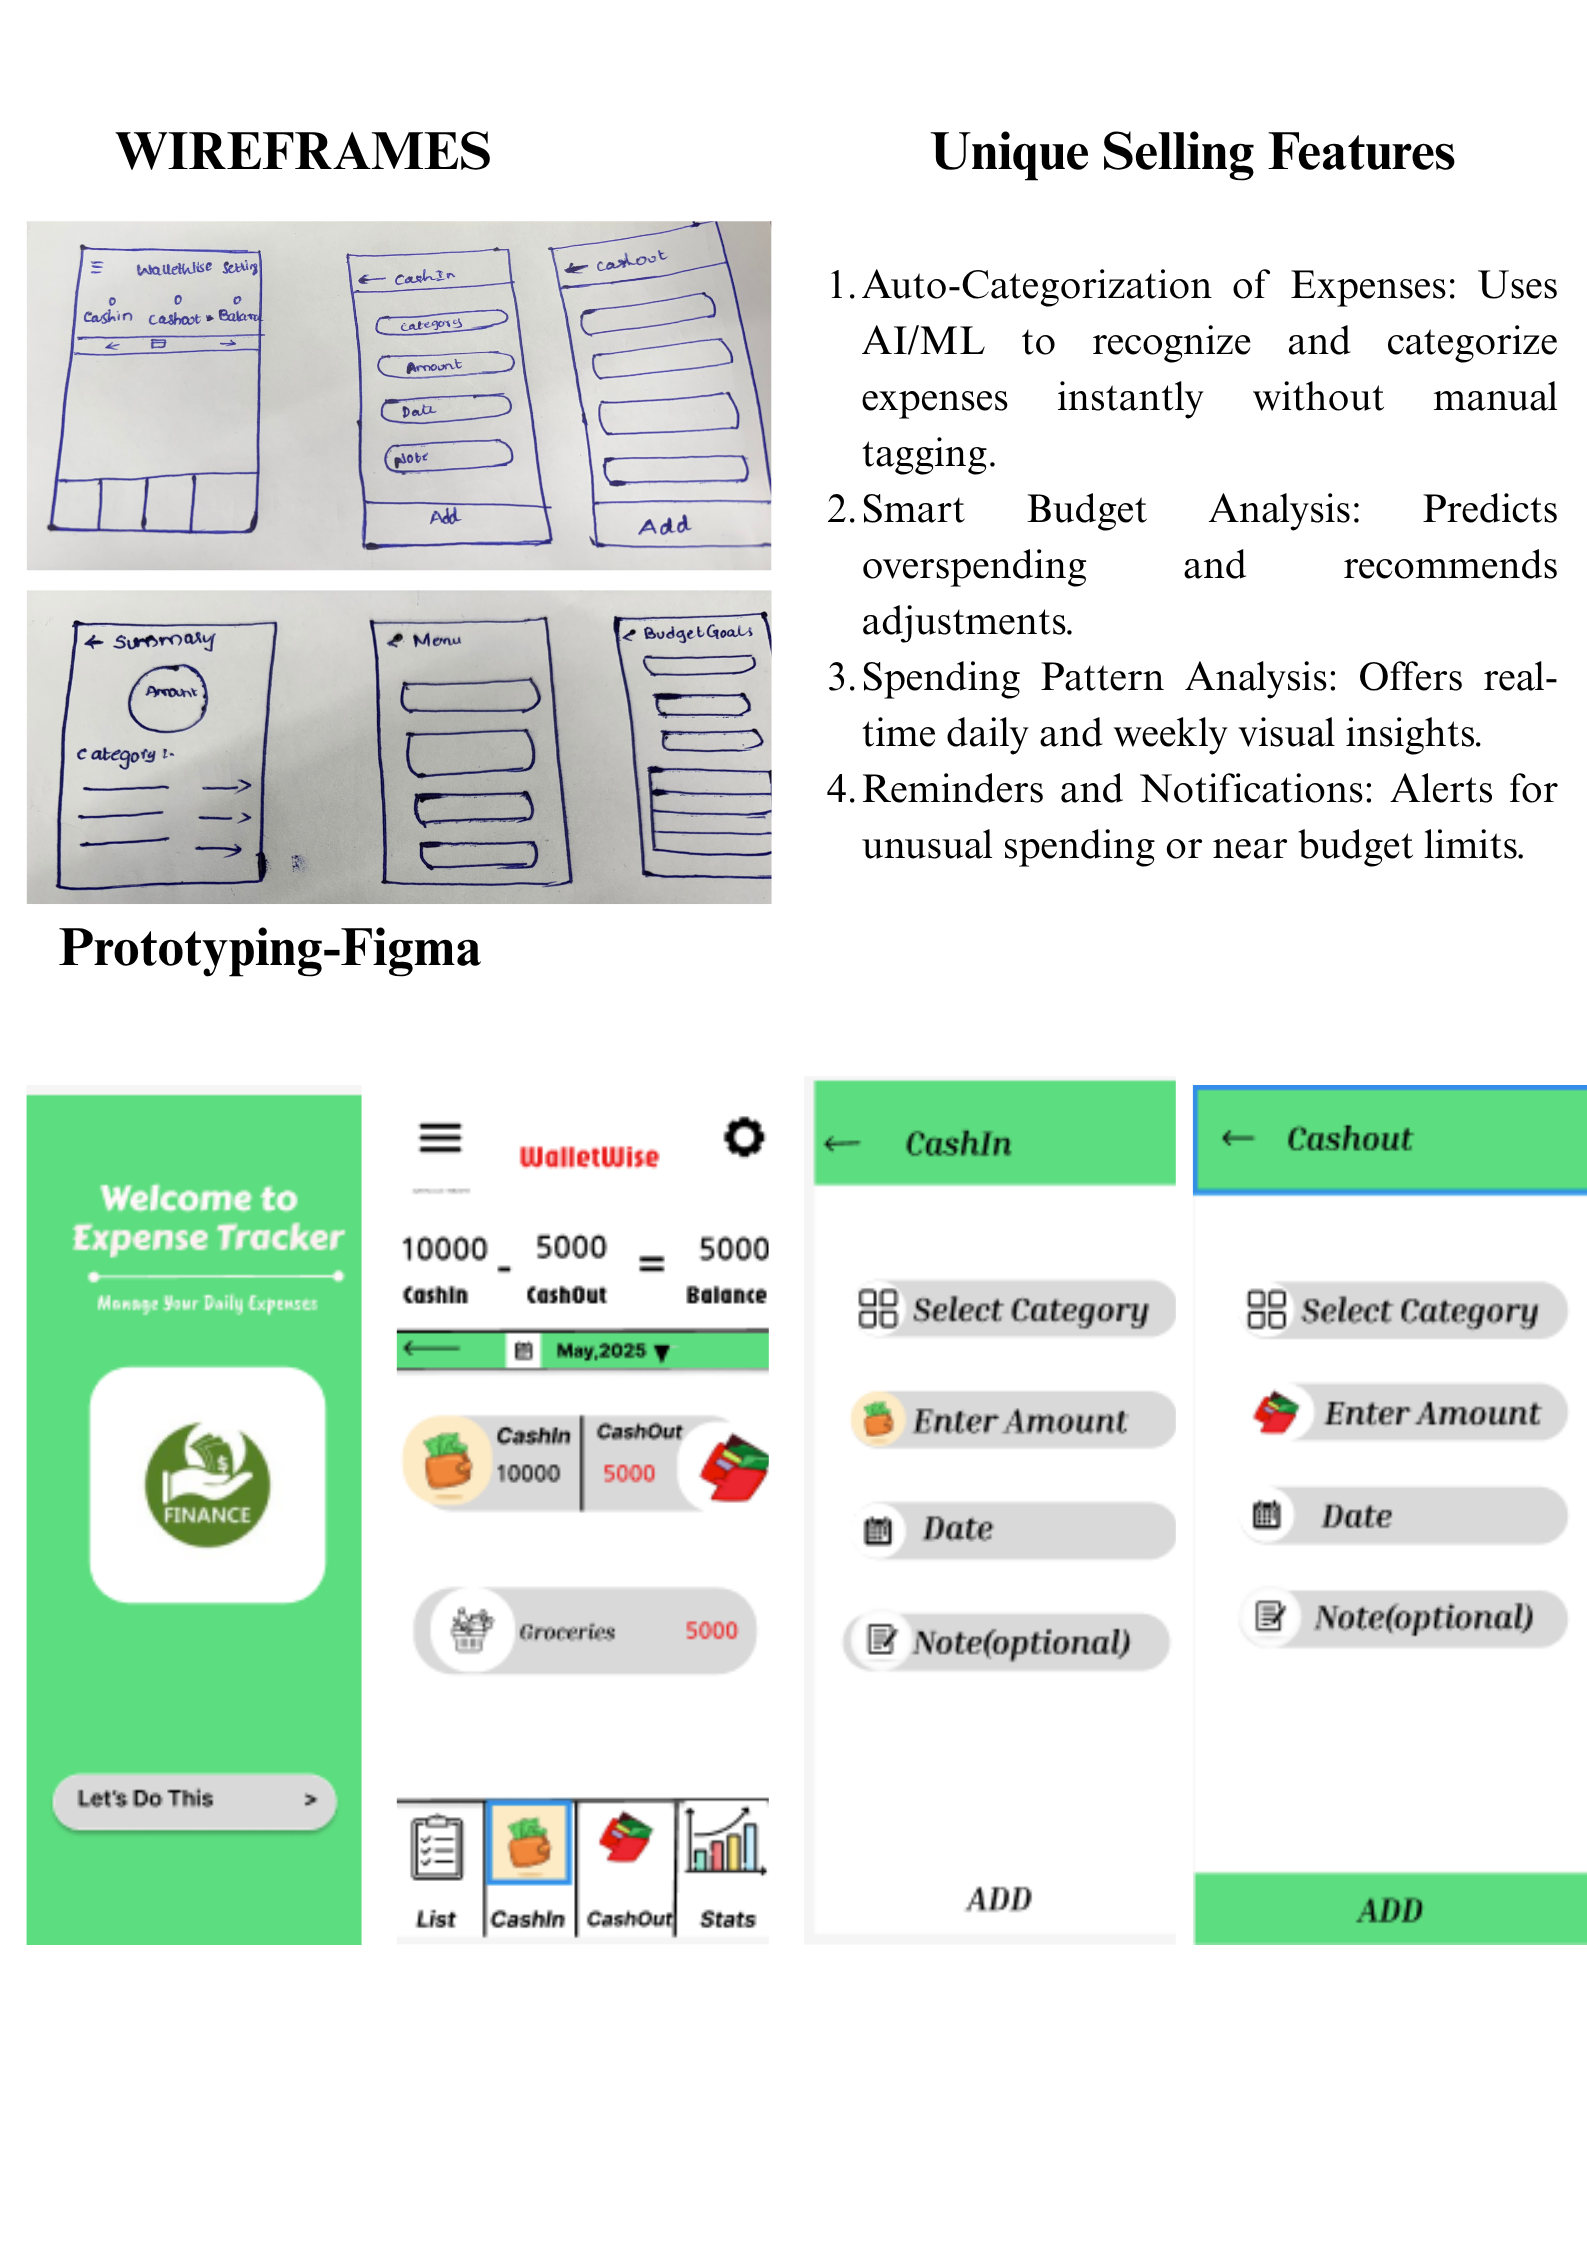 WIREFRAMES
WalletWise Setting
Cashin Cashout Balanc
← CashIn
Category
Amount
Date
Note
Add
← Cashout
Add
← Summary
Amount
Category :-
Menu
Budget Goals
Unique Selling Features
1. Auto-Categorization of Expenses: Uses
AI/ML to recognize and categorize
expenses instantly without manual
tagging.
2. Smart Budget Analysis: Predicts
overspending and recommends
adjustments.
3. Spending Pattern Analysis: Offers real-
time daily and weekly visual insights.
4. Reminders and Notifications: Alerts for
unusual spending or near budget limits.
Prototyping-Figma
Welcome to
Expense Tracker
Manage Your Daily Expenses
$
FINANCE
Let's Do This >
WalletWise
10000 - 5000 = 5000
CashIn CashOut Balance
← May,2025 ▼
CashIn CashOut
10000 5000
Groceries 5000
List CashIn CashOut Stats
← CashIn
Select Category
Enter Amount
Date
Note(optional)
ADD
← Cashout
Select Category
Enter Amount
Date
Note(optional)
ADD